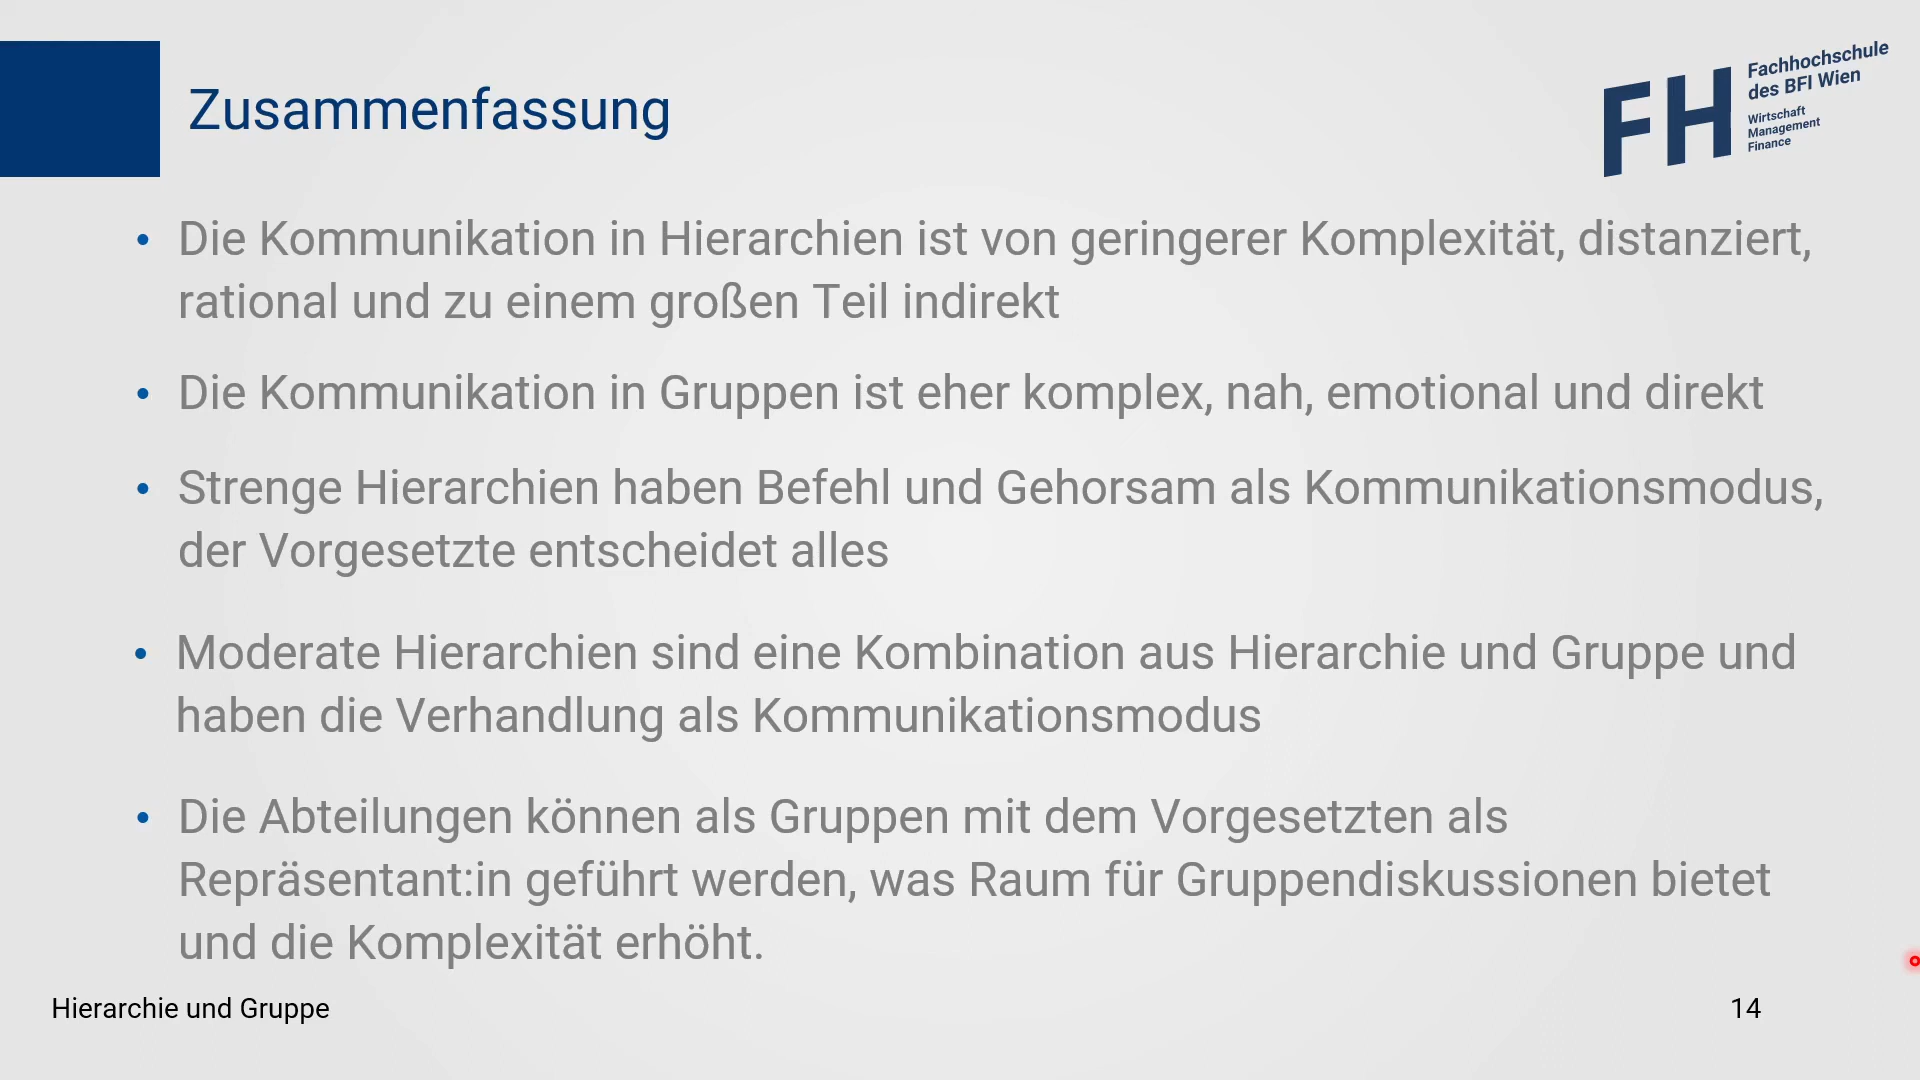 Zusammenfassung
FH
Fachhochschule
des BFI Wien
Wirtschaft
Management
Finance
• Die Kommunikation in Hierarchien ist von geringerer Komplexität, distanziert,
rational und zu einem großen Teil indirekt
• Die Kommunikation in Gruppen ist eher komplex, nah, emotional und direkt
• Strenge Hierarchien haben Befehl und Gehorsam als Kommunikationsmodus,
der Vorgesetzte entscheidet alles
• Moderate Hierarchien sind eine Kombination aus Hierarchie und Gruppe und
haben die Verhandlung als Kommunikationsmodus
• Die Abteilungen können als Gruppen mit dem Vorgesetzten als
Repräsentant:in geführt werden, was Raum für Gruppendiskussionen bietet
und die Komplexität erhöht.
Hierarchie und Gruppe
14